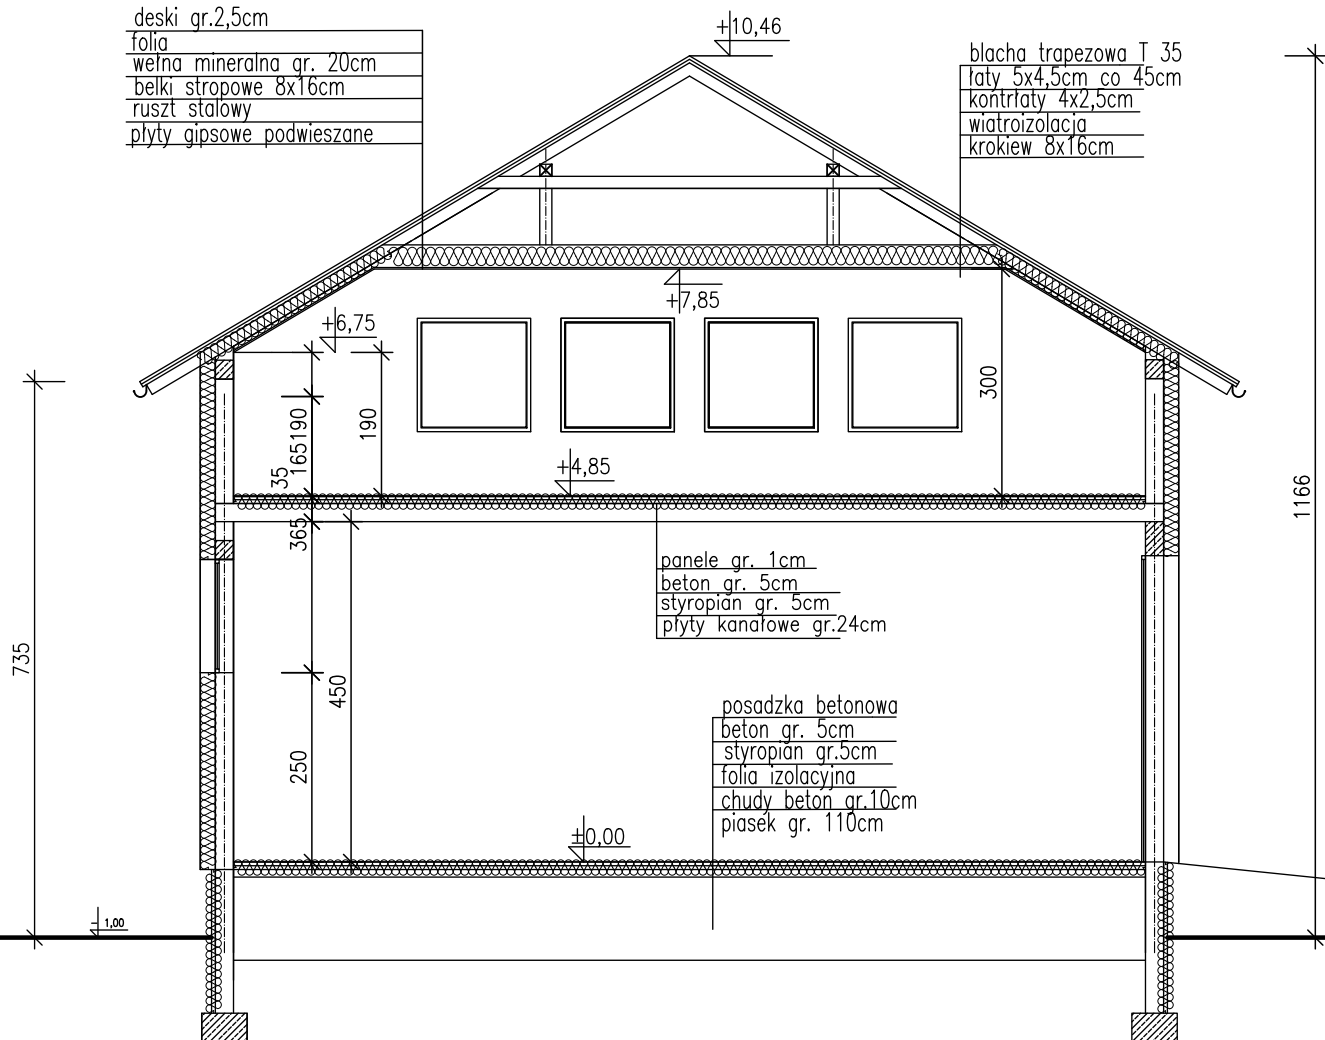 deski gr.2,5cm
folia
wełna mineralna gr. 20cm
belki stropowe 8x16cm
ruszt stalowy
płyty gipsowe podwieszane
+10,46
blacha trapezowa T 35
łaty 5x4,5cm co 45cm
kontrłaty 4x2,5cm
wiatroizolacja
krokiew 8x16cm
+7,85
+6,75
300
190
190
165
35
+4,85
365
1166
panele gr. 1cm
beton gr. 5cm
styropian gr. 5cm
płyty kanałowe gr.24cm
735
450
250
posadzka betonowa
beton gr. 5cm
styropian gr.5cm
folia izolacyjna
chudy beton gr.10cm
piasek gr. 110cm
±0,00
- 1,00